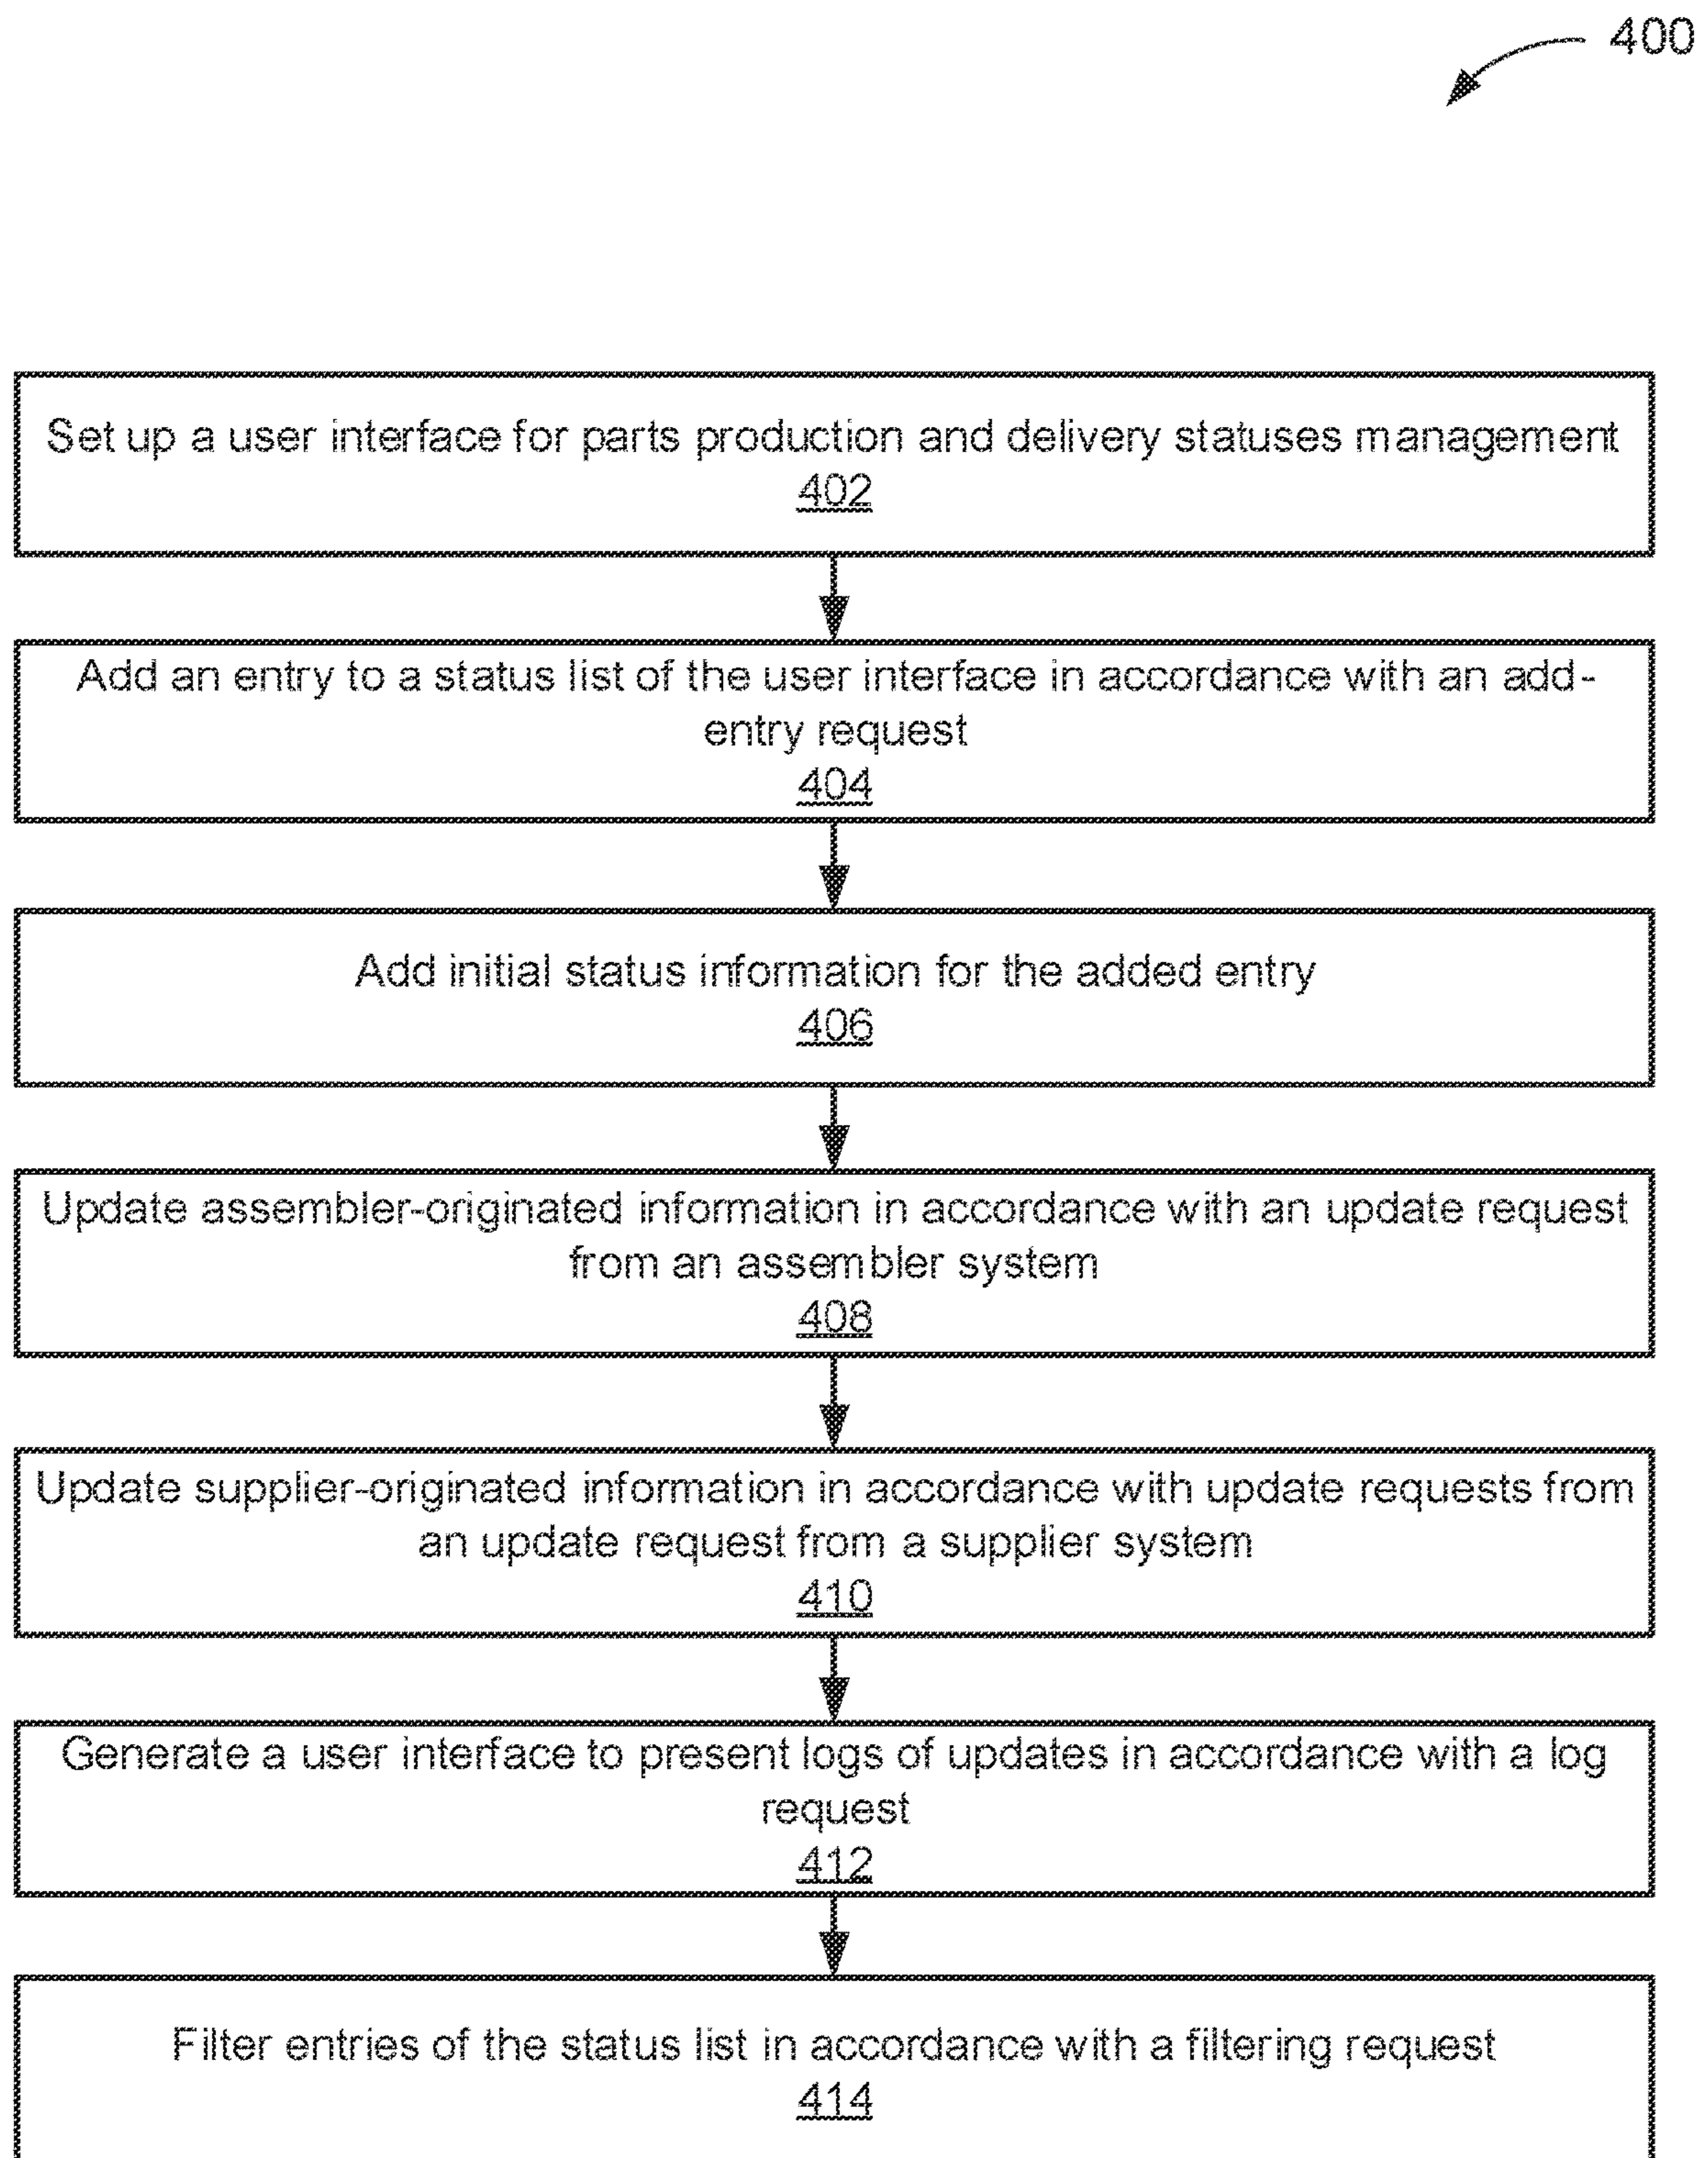 400
Set up a user interface for parts production and delivery statuses management
402
Add an entry to a status list of the user interface in accordance with an add-
entry request
404
Add initial status information for the added entry
406
Update assembler-originated information in accordance with an update request
from an assembler system
408
Update supplier-originated information in accordance with update requests from
an update request from a supplier system
410
Generate a user interface to present logs of updates in accordance with a log
request
412
Filter entries of the status list in accordance with a filtering request
414